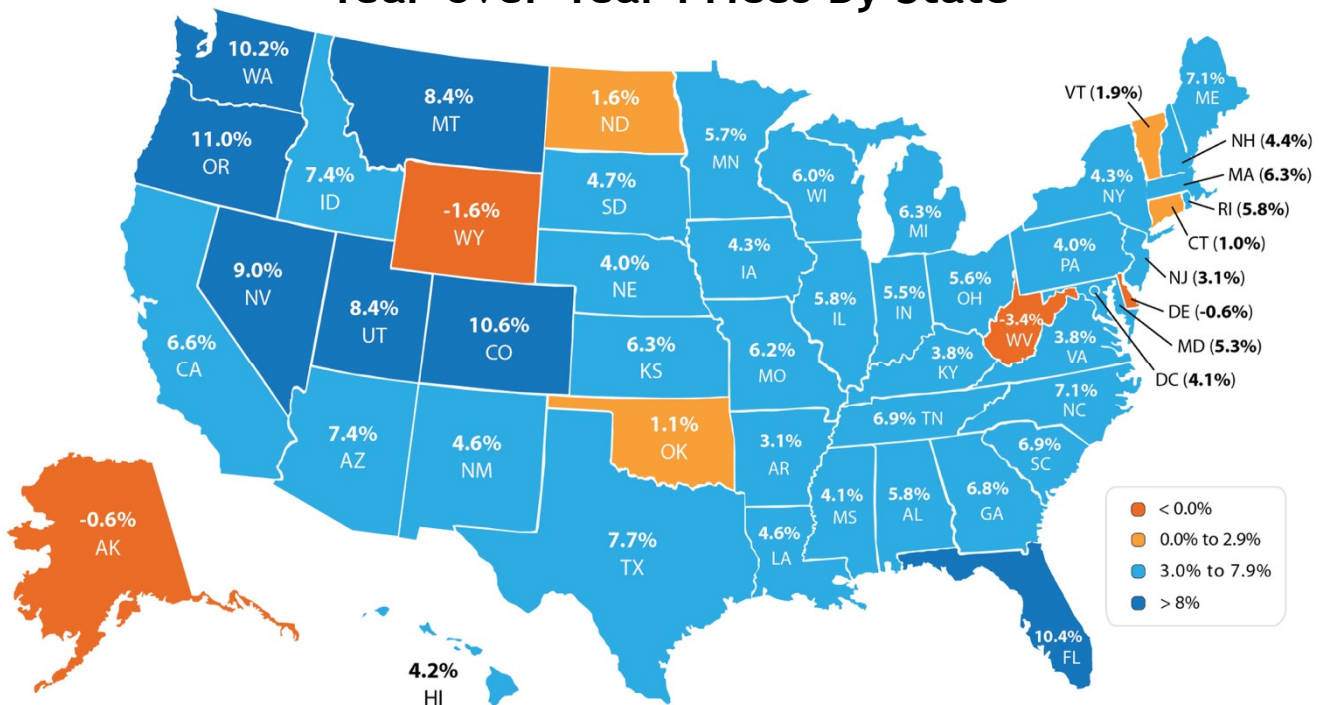 Year-over-Year Prices By State
10.2%
WA
11.0%
OR
7.4%
ID
8.4%
MT
1.6%
ND
5.7%
MN
4.7%
SD
-1.6%
WY
6.0%
WI
6.3%
MI
4.3%
NY
7.1%
ME
VT (1.9%)
NH (4.4%)
MA (6.3%)
RI (5.8%)
CT (1.0%)
NJ (3.1%)
DE (-0.6%)
MD (5.3%)
DC (4.1%)
9.0%
NV
8.4%
UT
10.6%
CO
4.0%
NE
4.3%
IA
5.8%
IL
5.5%
IN
5.6%
OH
4.0%
PA
-3.4%
WV
3.8%
VA
6.6%
CA
6.3%
KS
6.2%
MO
3.8%
KY
7.1%
NC
6.9% TN
6.9%
SC
7.4%
AZ
4.6%
NM
1.1%
OK
3.1%
AR
4.1%
MS
5.8%
AL
6.8%
GA
7.7%
TX
4.6%
LA
10.4%
FL
-0.6%
AK
4.2%
HI
< 0.0%
0.0% to 2.9%
3.0% to 7.9%
> 8%